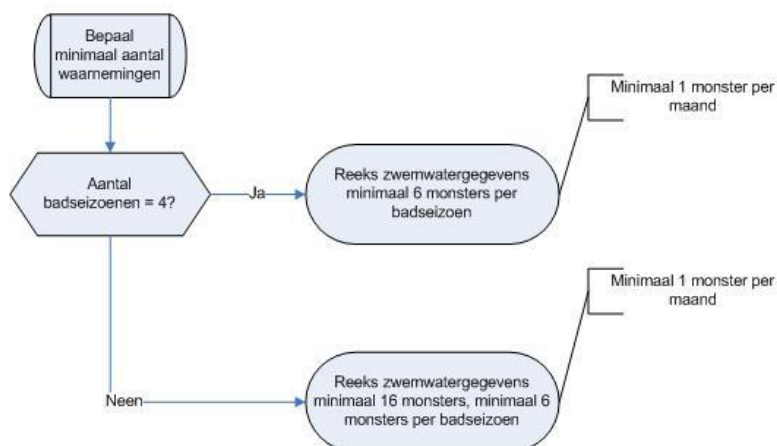 Bepaal
minimaal aantal
waarnemingen
Minimaal 1 monster per
maand
Aantal
badseizoenen = 4?
Ja
Reeks zwemwatergegevens
minimaal 6 monsters per
badseizoen
Minimaal 1 monster per
maand
Neen
Reeks zwemwatergegevens
minimaal 16 monsters, minimaal 6
monsters per badseizoen